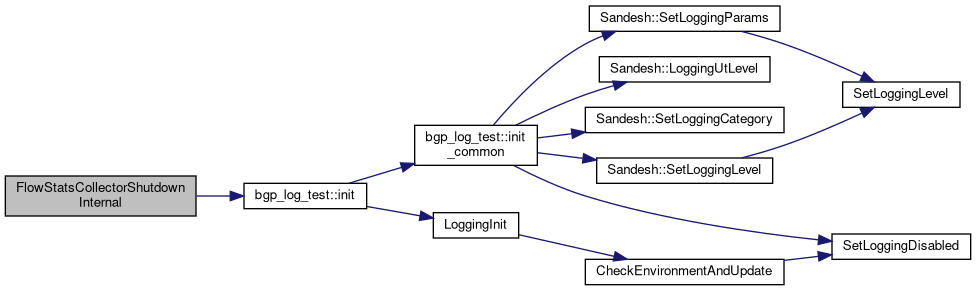 FlowStatsCollectorShutdown
Internal
bgp_log_test::init
bgp_log_test::init
_common
LoggingInit
Sandesh::SetLoggingParams
Sandesh::LoggingUtLevel
Sandesh::SetLoggingCategory
Sandesh::SetLoggingLevel
CheckEnvironmentAndUpdate
SetLoggingLevel
SetLoggingDisabled